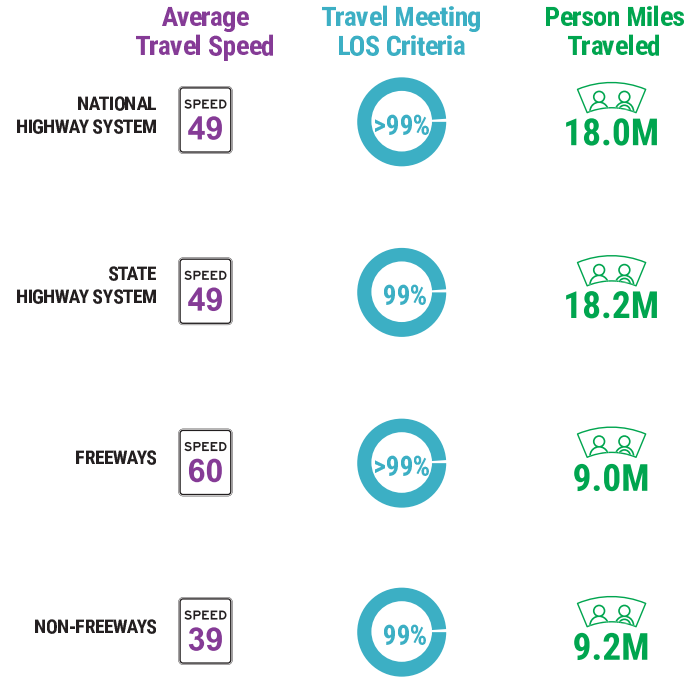 Average
Travel Speed
Travel Meeting
LOS Criteria
Person Miles
Traveled
NATIONAL
HIGHWAY SYSTEM
SPEED
49
>99%
18.0M
STATE
HIGHWAY SYSTEM
SPEED
49
99%
18.2M
FREEWAYS
SPEED
60
>99%
9.0M
NON-FREEWAYS
SPEED
39
99%
9.2M